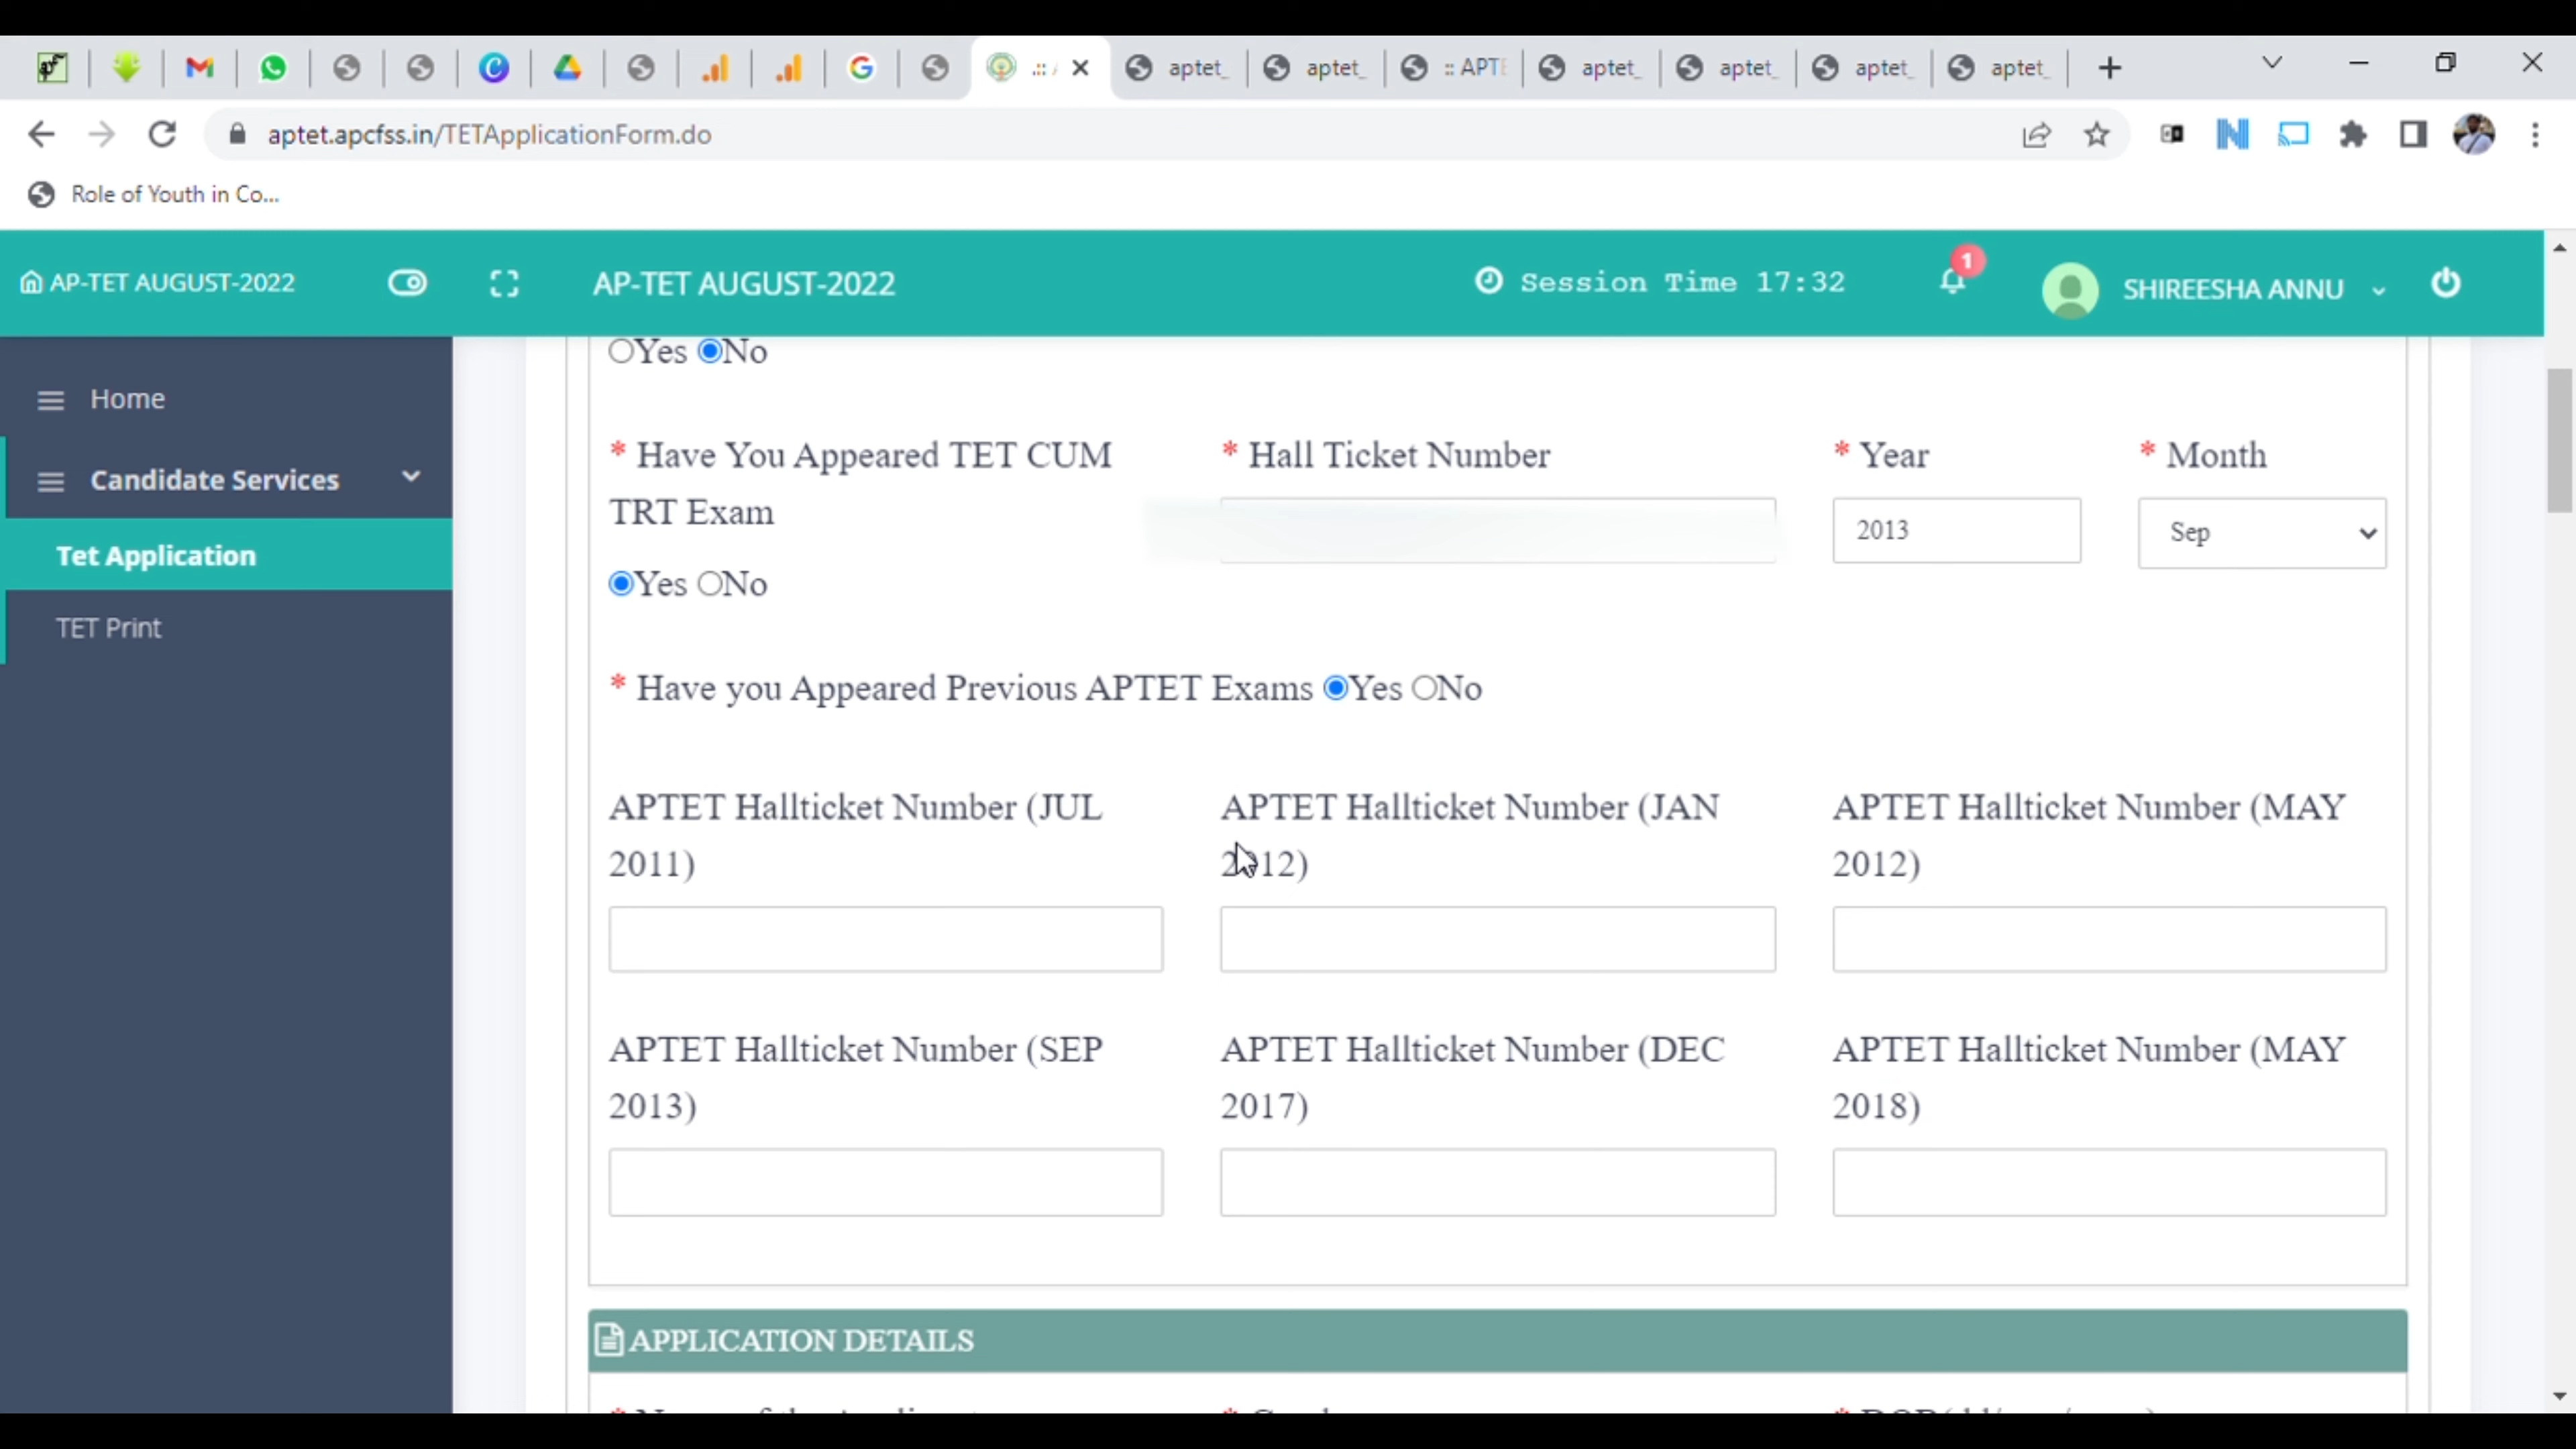 aptet_ aptet_ :: APTE aptet_ aptet_ aptet_ aptet_
aptet.apcfss.in/TETApplicationForm.do
Role of Youth in Co...
AP-TET AUGUST-2022 AP-TET AUGUST-2022 Session Time 17:32 1 SHIREESHA ANNU
Yes No
Home
Candidate Services
Tet Application
TET Print
* Have You Appeared TET CUM
TRT Exam
Yes No
* Hall Ticket Number
* Year
2013
* Month
Sep
* Have you Appeared Previous APTET Exams Yes No
APTET Hallticket Number (JUL
2011)
APTET Hallticket Number (JAN
2012)
APTET Hallticket Number (MAY
2012)
APTET Hallticket Number (SEP
2013)
APTET Hallticket Number (DEC
2017)
APTET Hallticket Number (MAY
2018)
APPLICATION DETAILS